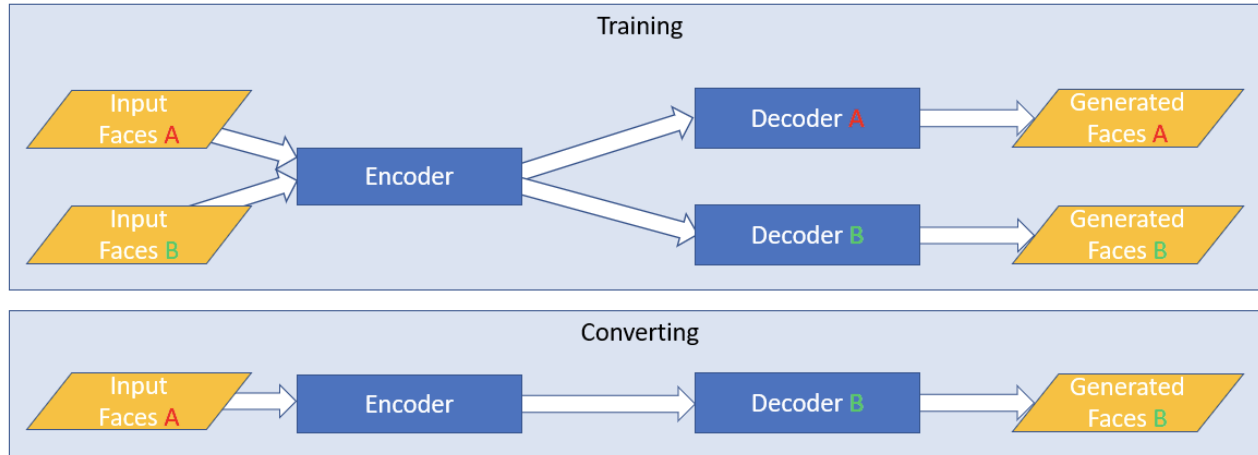 Training
Input
Faces A
Input
Faces B
Encoder
Decoder A
Decoder B
Generated
Faces A
Generated
Faces B
Converting
Input
Faces A
Encoder
Decoder B
Generated
Faces B